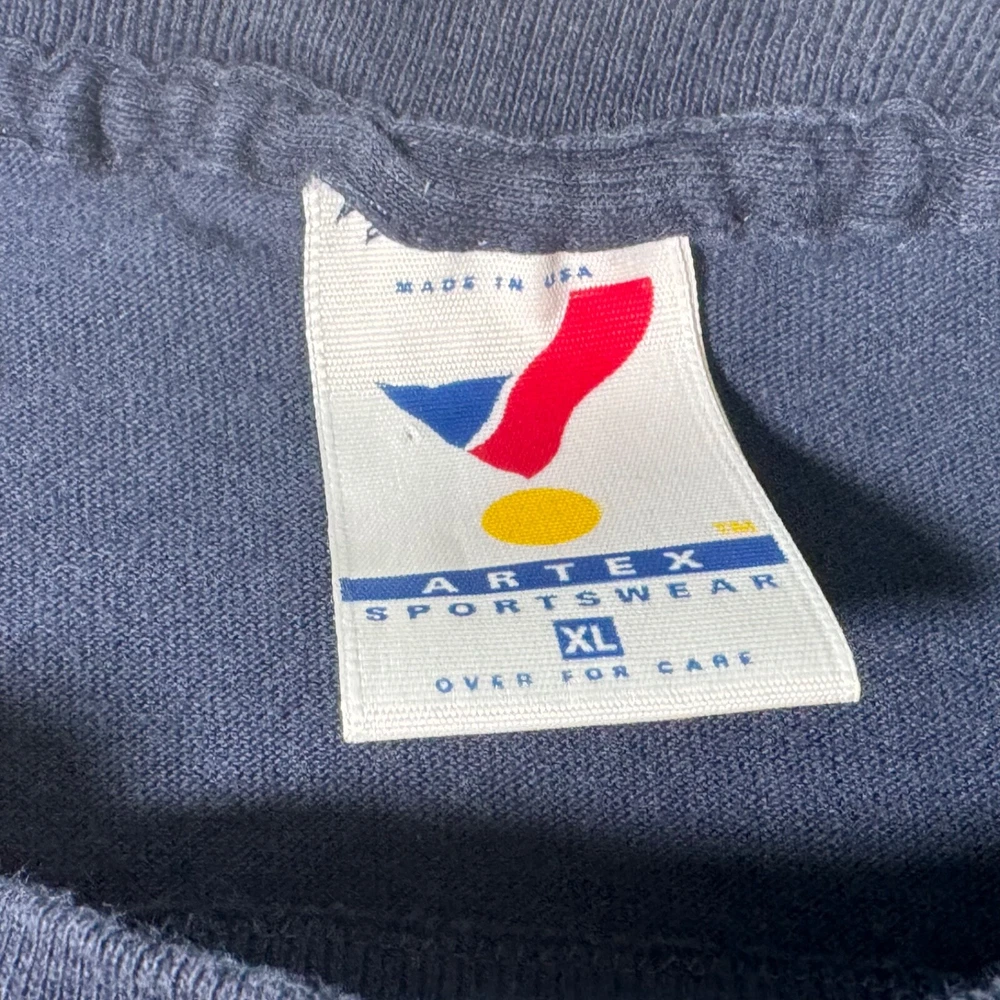 MADE IN USA
TM
ARTEX
SPORTSWEAR
XL
OVER FOR CARE